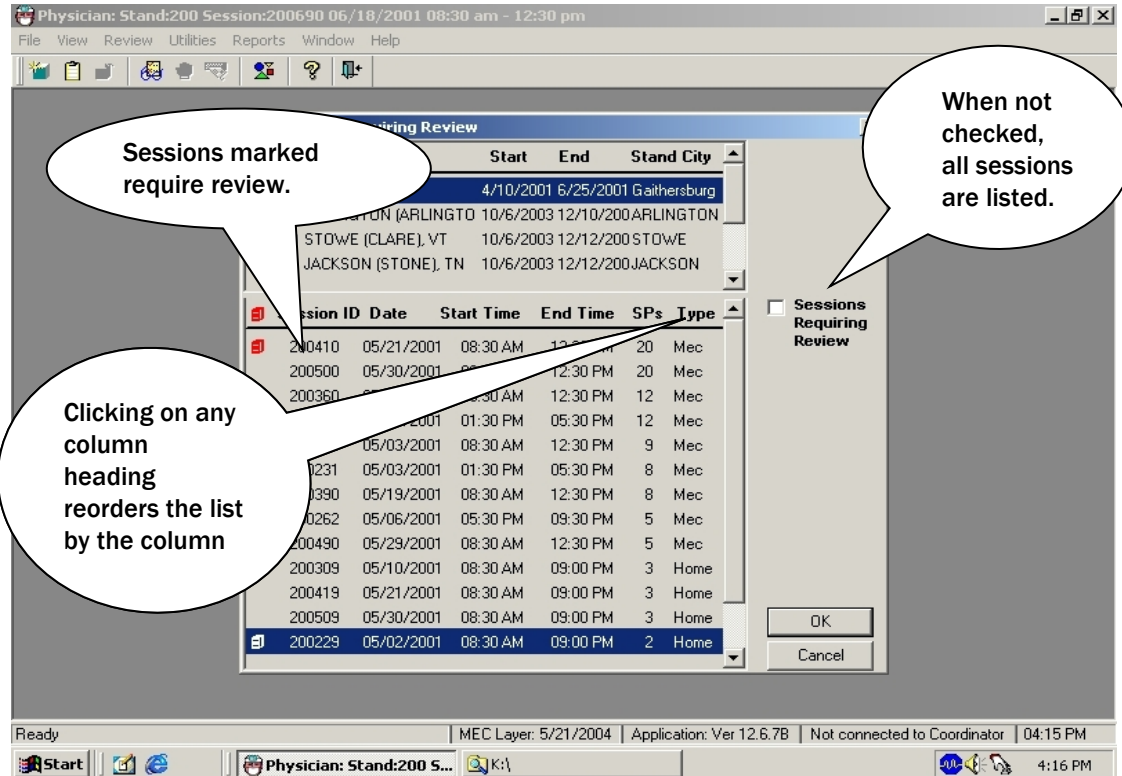 Physician: Stand:200 Session:200690 06/18/2001 08:30 am - 12:30 pm
File View Review Utilities Reports Window Help
Review
Start End Stand City
4/10/2001 6/25/2001 Gaithersburg
(ARLINGTO 10/6/2003 12/10/200 ARLINGTON
STOWE (CLARE), VT 10/6/2003 12/12/200 STOWE
JACKSON (STONE), TN 10/6/2003 12/12/200 JACKSON
Sessions marked
require review.
When not
checked,
all sessions
are listed.
Clicking on any
column
heading
reorders the list
by the column
Sessions
Requiring
Review
ID Date Start Time End Time SPs Type
200410 05/21/2001 08:30 AM 20 Mec
200500 05/30/2001 12:30 PM 20 Mec
200360 12:30 PM 12 Mec
01:30 PM 05:30 PM 12 Mec
05/03/2001 08:30 AM 12:30 PM 9 Mec
05/03/2001 01:30 PM 05:30 PM 8 Mec
05/19/2001 08:30 AM 12:30 PM 8 Mec
05/06/2001 05:30 PM 09:30 PM 5 Mec
200490 05/29/2001 08:30 AM 12:30 PM 5 Mec
200309 05/10/2001 08:30 AM 09:00 PM 3 Home
200419 05/21/2001 08:30 AM 09:00 PM 3 Home
200509 05/30/2001 08:30 AM 09:00 PM 3 Home
200229 05/02/2001 08:30 AM 09:00 PM 2 Home
OK
Cancel
Ready MEC Layer: 5/21/2004 Application: Ver 12.6.7B Not connected to Coordinator 04:15 PM
Start Physician: Stand:200 S... K:\ 4:16 PM